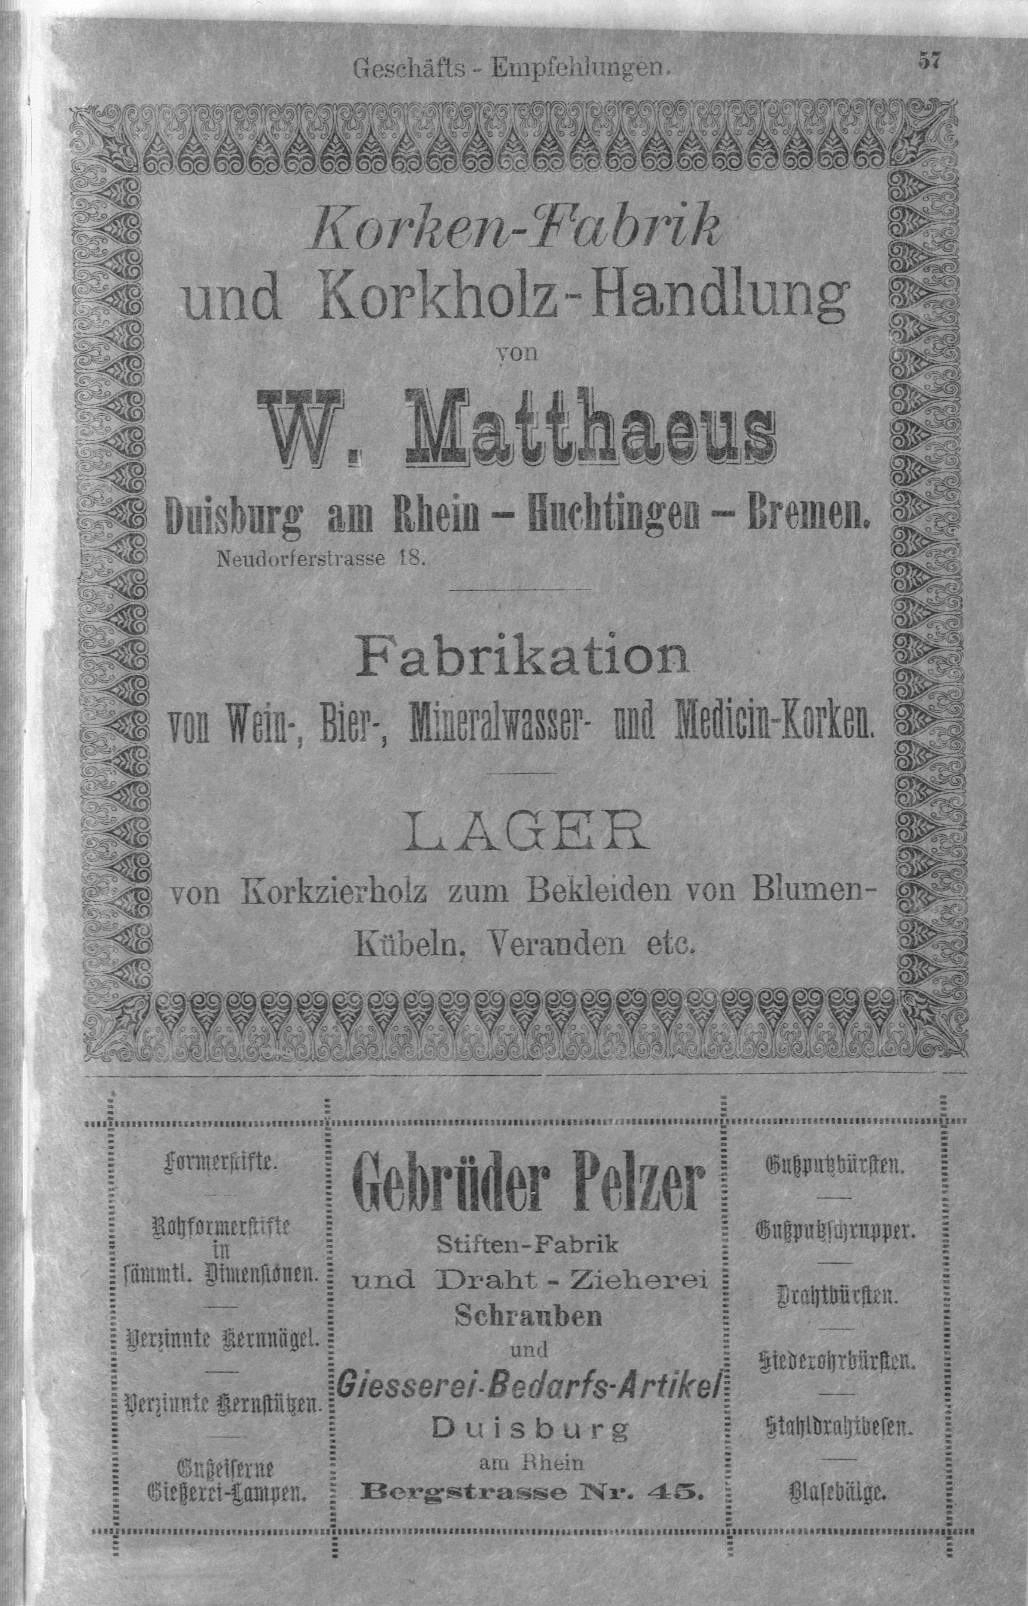 Geschäfts - Empfehlungen.
57
Korken-Fabrik
und Korkholz-Handlung
von
W. Matthaeus
Duisburg am Rhein – Huchtingen – Bremen.
Neudorferstrasse 18.
Fabrikation
von Wein-, Bier-, Mineralwasser- und Medicin-Korken.
LAGER
von Korkzierholz zum Bekleiden von Blumen-
Kübeln, Veranden etc.
Formerstifte.
Rohformerstifte
in
sämmtl. Dimensionen.
Verzinnte Kernnägel.
Verzinnte Kernstützen.
Gußeiserne
Gießerei-Lampen.
Gebrüder Pelzer
Stiften-Fabrik
und Draht - Zieherei
Schrauben
und
Giesserei-Bedarfs-Artikel
Duisburg
am Rhein
Bergstrasse Nr. 45.
Gußputzbürsten.
Gußputzschrupper.
Drahtbürsten.
Siederohrbürsten.
Stahldrahtbesen.
Blasebälge.